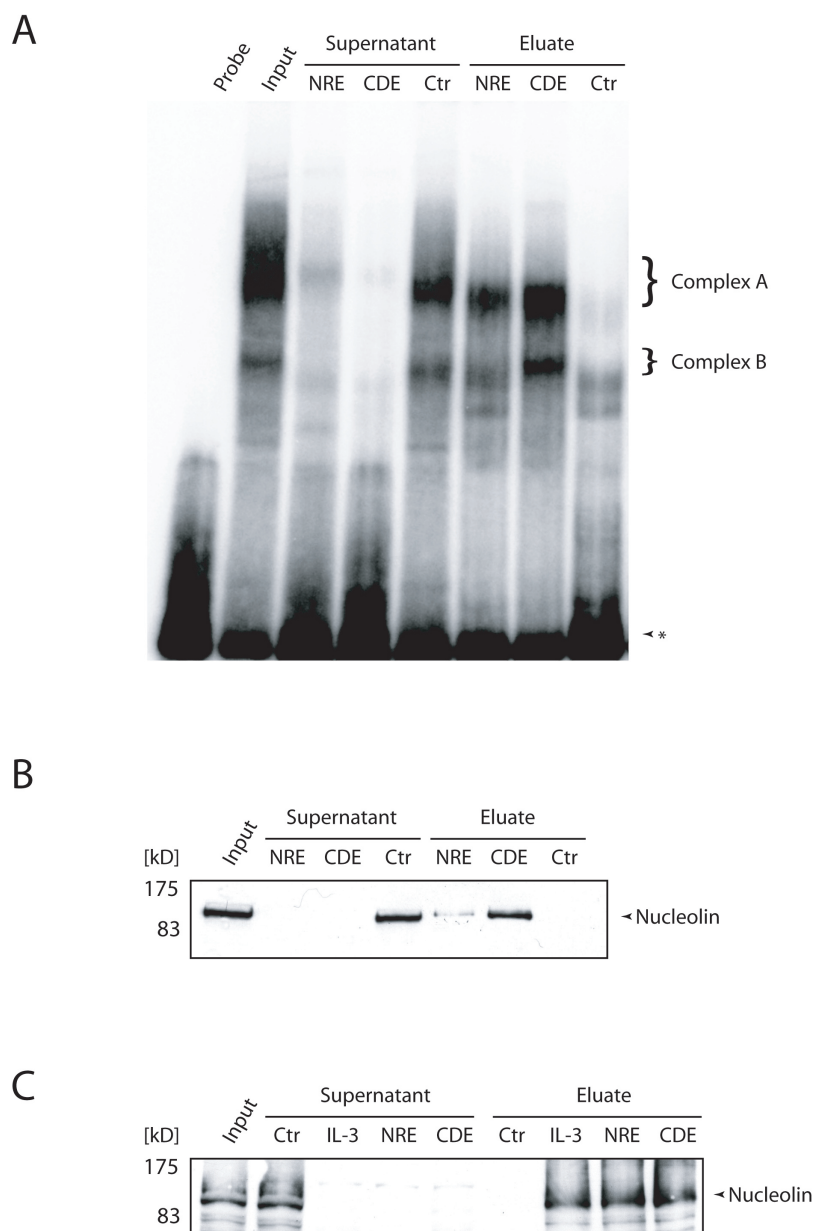 A
Supernatant Eluate
Probe Input NRE CDE Ctr NRE CDE Ctr
} Complex A
} Complex B
*
B
Supernatant Eluate
[kD] Input NRE CDE Ctr NRE CDE Ctr
175
Nucleolin
83
C
Supernatant Eluate
[kD] Input Ctr IL-3 NRE CDE Ctr IL-3 NRE CDE
175
Nucleolin
83